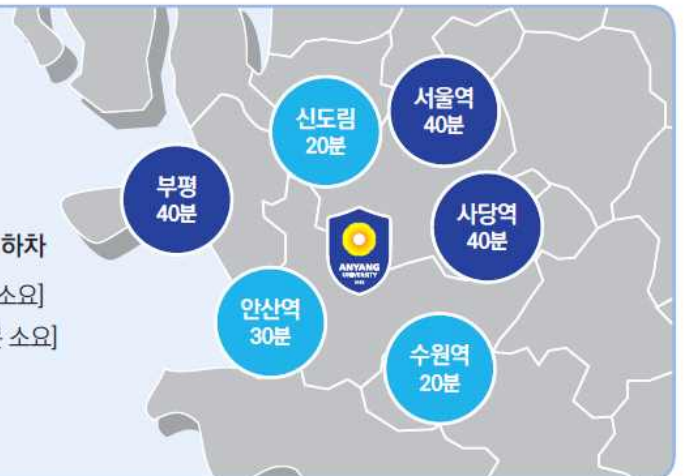 서울역
40분
신도림
20분
부평
40분
사당역
40분
하차
ANYANG
UNIVERSITY
소요]
안산역
30분
소요]
수원역
20분